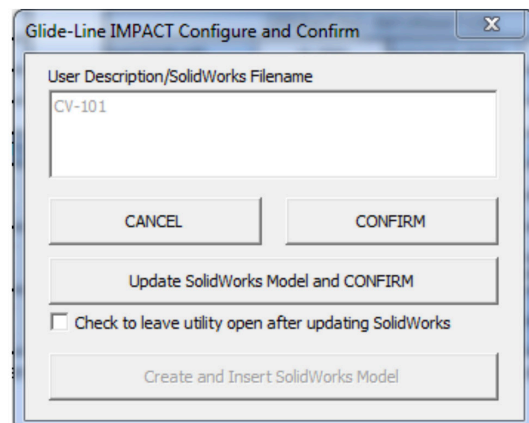 Glide-Line IMPACT Configure and Confirm
User Description/SolidWorks Filename
CV-101
CANCEL
CONFIRM
Update SolidWorks Model and CONFIRM
Check to leave utility open after updating SolidWorks
Create and Insert SolidWorks Model